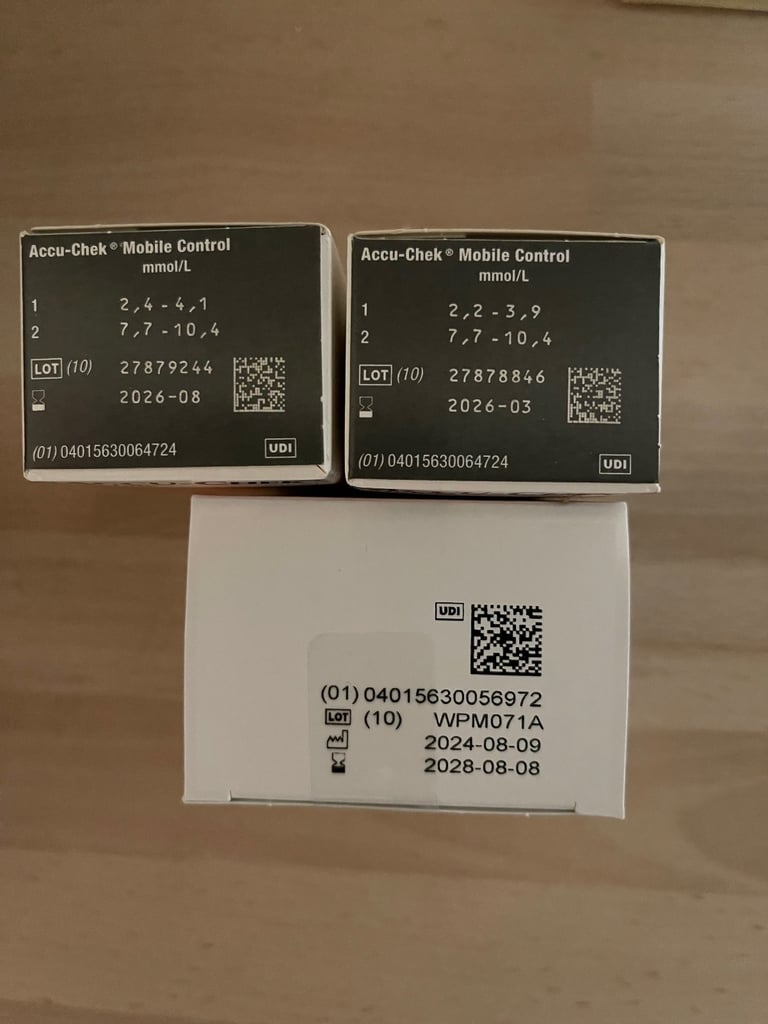 Accu-Chek® Mobile Control
mmol/L
1 2,4 - 4,1
2 7,7 - 10,4
LOT (10) 27879244
2026-08
(01) 04015630064724 UDI
Accu-Chek® Mobile Control
mmol/L
1 2,2 - 3,9
2 7,7 - 10,4
LOT (10) 27878846
2026-03
(01) 04015630064724 UDI
UDI
(01) 04015630056972
LOT (10) WPM071A
2024-08-09
2028-08-08